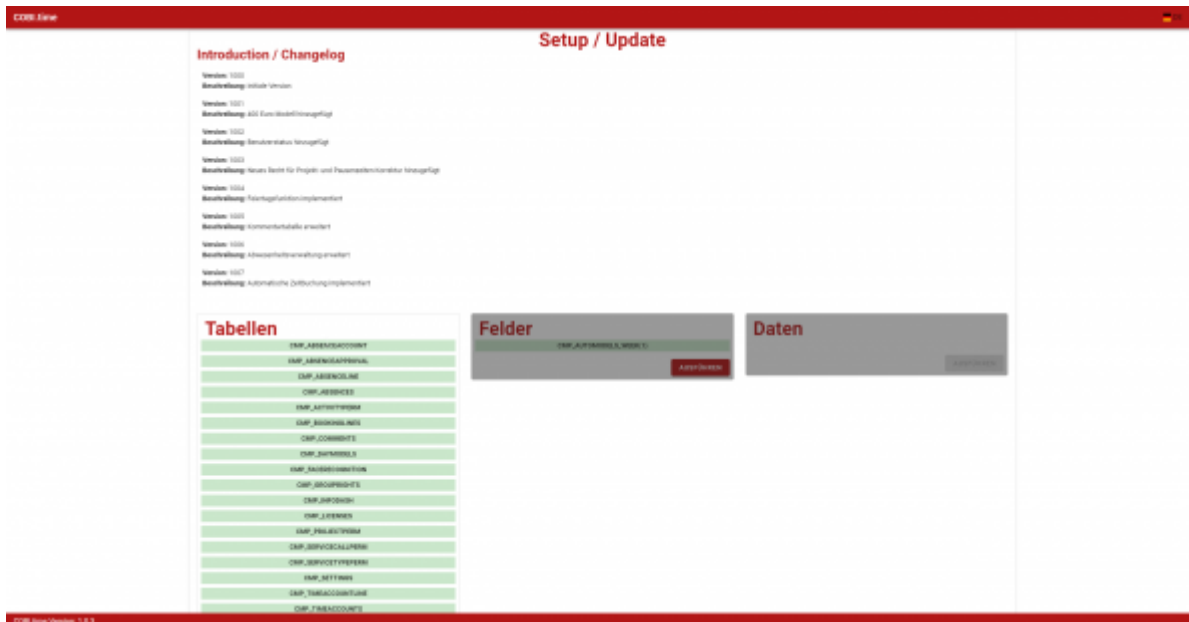 COBI.time
Setup / Update
Introduction / Changelog
Version: 1000
Beschreibung: Initiale Version
Version: 1001
Beschreibung: 450 Euro Modell hinzugefügt
Version: 1002
Beschreibung: Benutzerstatus hinzugefügt
Version: 1003
Beschreibung: Neues Recht für Projekt- und Pausenzeiten Korrektur hinzugefügt
Version: 1004
Beschreibung: Feiertagsfunktion implementiert
Version: 1005
Beschreibung: Kommentartabelle erweitert
Version: 1006
Beschreibung: Abwesenheitsverwaltung erweitert
Version: 1007
Beschreibung: Automatische Zeitbuchung implementiert
Tabellen
CMP_ABSENCEACCOUNT
CMP_ABSENCEAPPROVAL
CMP_ABSENCELINE
CMP_ABSENCES
CMP_ACTIVITYPERM
CMP_BOOKINGLINES
CMP_COMMENTS
CMP_DAYMODELS
CMP_FACERECOGNITION
CMP_GROUPRIGHTS
CMP_INFODASH
CMP_LICENSES
CMP_PROJECTPERM
CMP_SERVICECALLPERM
CMP_SERVICETYPEPERM
CMP_SETTINGS
CMP_TIMEACCOUNTLINE
CMP_TIMEACCOUNTS
Felder
AUSFÜHREN
Daten
AUSFÜHREN